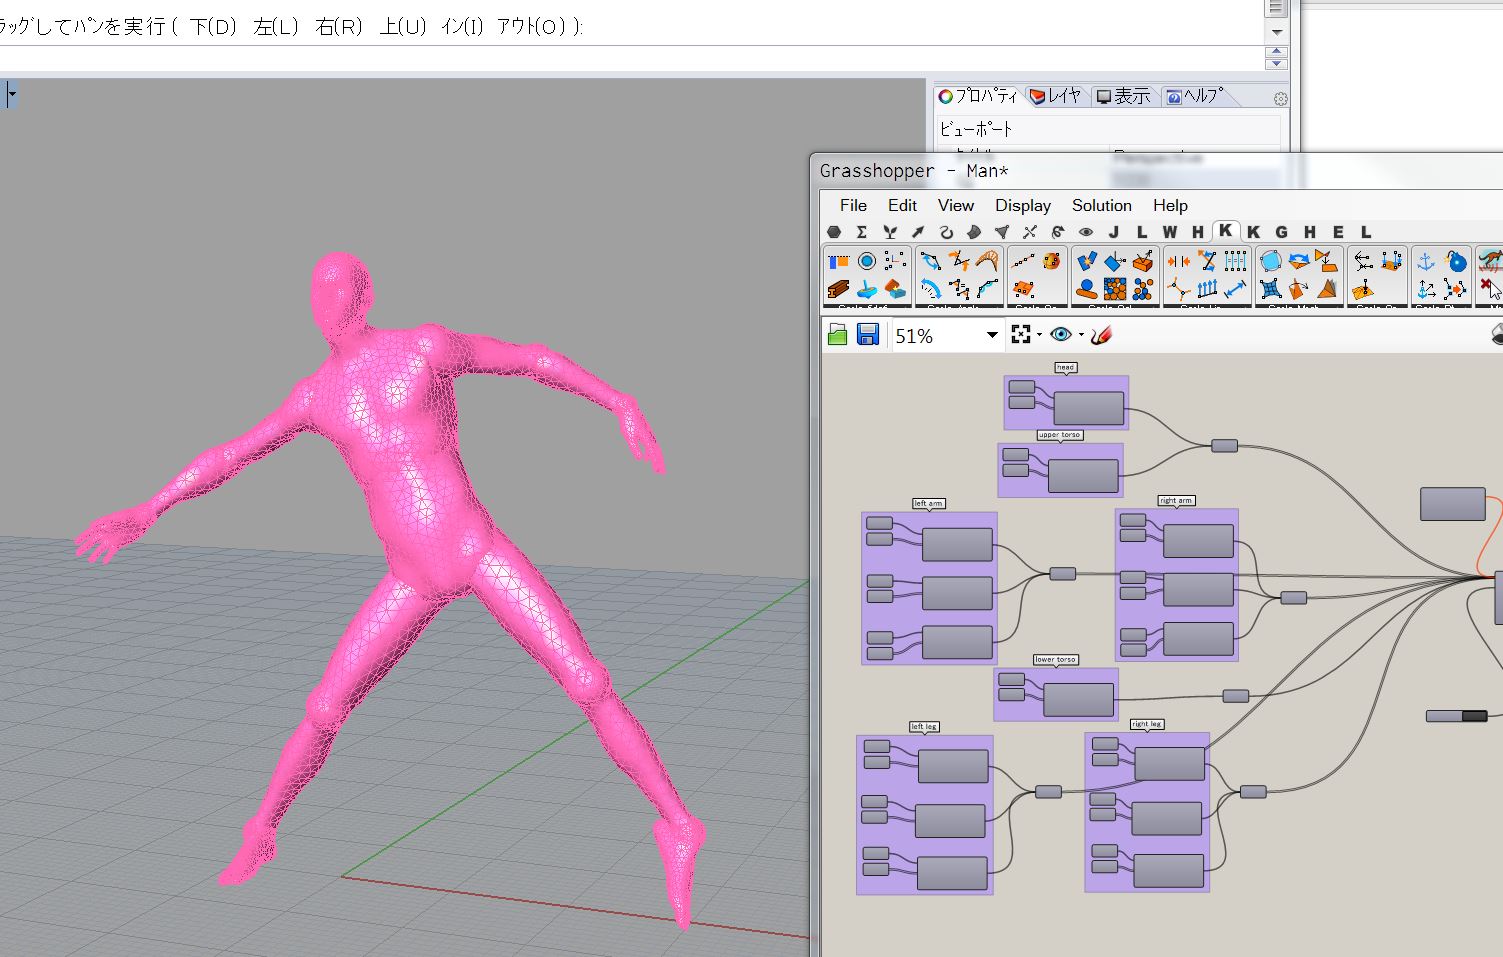 ラッグしてパンを実行 ( 下(D) 左(L) 右(R) 上(U) イン(I) アウト(O) ):
プロパティ レイヤ 表示 ヘルプ
ビューポート
Perspective
Grasshopper - Man*
File Edit View Display Solution Help
J L W H K K G H E L
51%
head
upper torso
left arm
right arm
lower torso
left leg
right leg